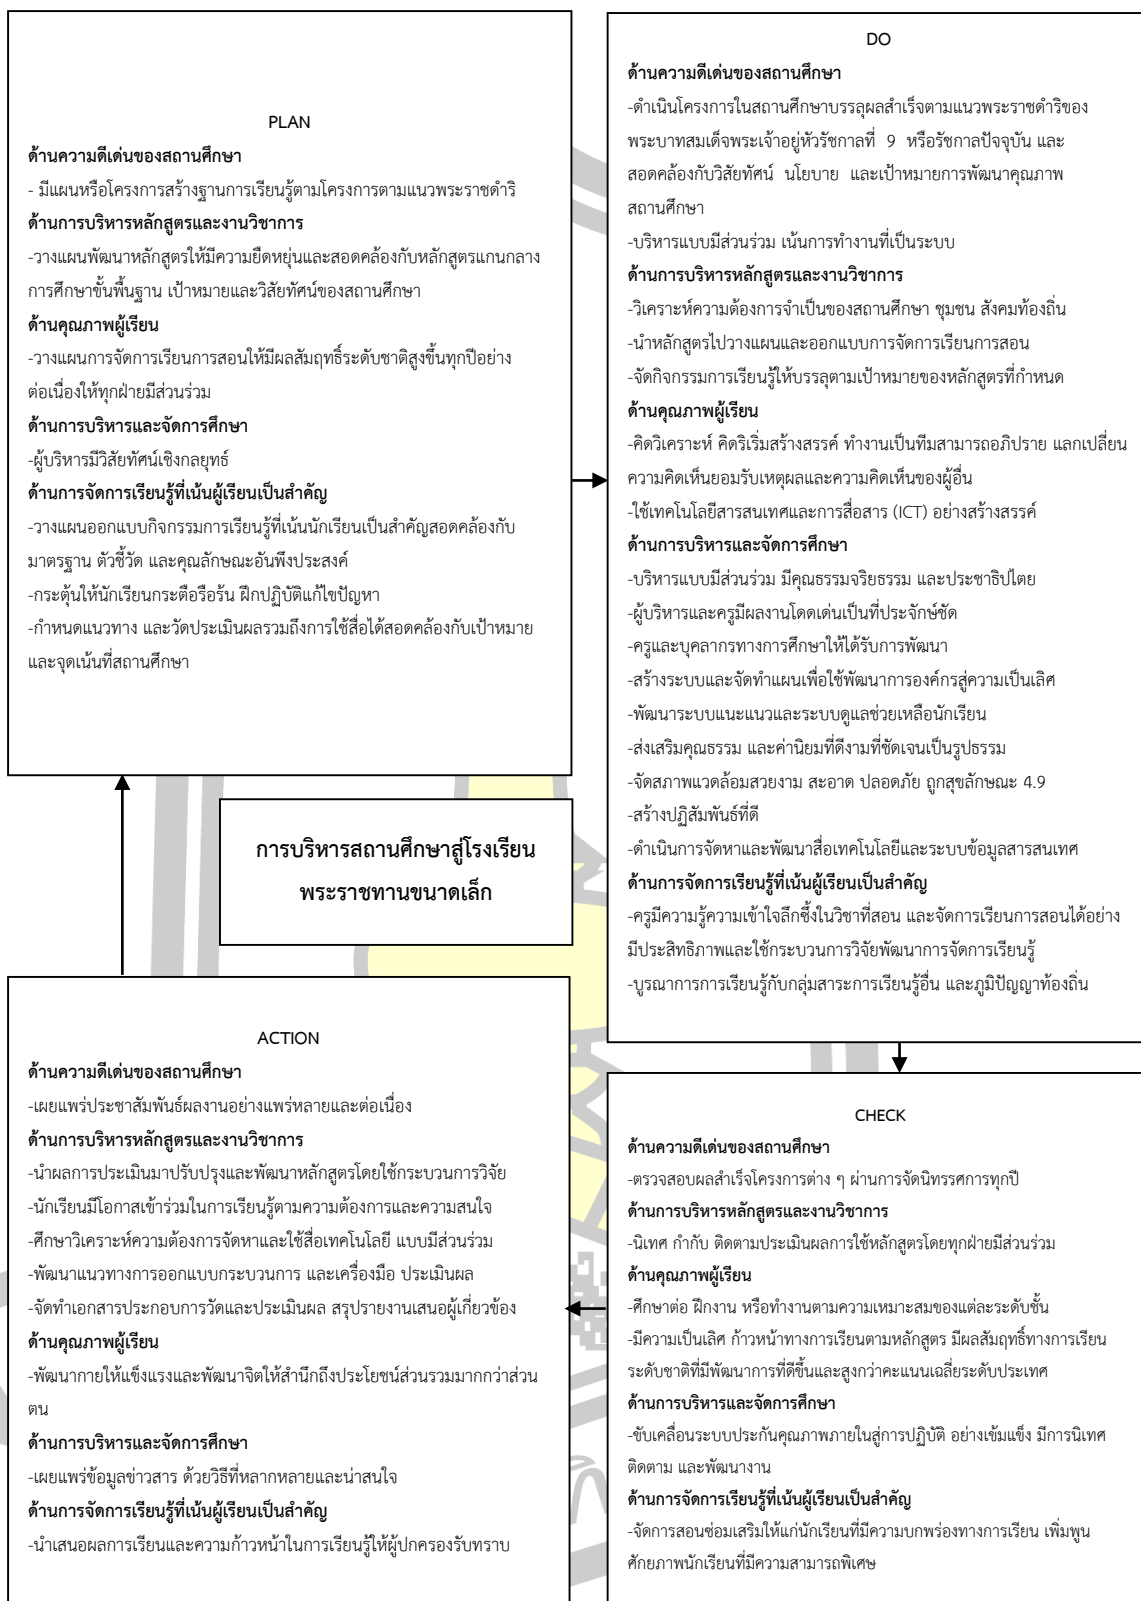 PLAN
ด้านความดีเด่นของสถานศึกษา
- มีแผนหรือโครงการสร้างฐานการเรียนรู้ตามโครงการตามแนวพระราชดำริ
ด้านการบริหารหลักสูตรและงานวิชาการ
-วางแผนพัฒนาหลักสูตรให้มีความยืดหยุ่นและสอดคล้องกับหลักสูตรแกนกลาง
การศึกษาขั้นพื้นฐาน เป้าหมายและวิสัยทัศน์ของสถานศึกษา
ด้านคุณภาพผู้เรียน
-วางแผนการจัดการเรียนการสอนให้มีผลสัมฤทธิ์ระดับชาติสูงขึ้นทุกปีอย่าง
ต่อเนื่องให้ทุกฝ่ายมีส่วนร่วม
ด้านการบริหารและจัดการศึกษา
-ผู้บริหารมีวิสัยทัศน์เชิงกลยุทธ์
ด้านการจัดการเรียนรู้ที่เน้นผู้เรียนเป็นสำคัญ
-วางแผนออกแบบกิจกรรมการเรียนรู้ที่เน้นนักเรียนเป็นสำคัญสอดคล้องกับ
มาตรฐาน ตัวชี้วัด และคุณลักษณะอันพึงประสงค์
-กระตุ้นให้นักเรียนกระตือรือร้น ฝึกปฏิบัติแก้ไขปัญหา
-กำหนดแนวทาง และวัดประเมินผลรวมถึงการใช้สื่อได้สอดคล้องกับเป้าหมาย
และจุดเน้นที่สถานศึกษา
DO
ด้านความดีเด่นของสถานศึกษา
-ดำเนินโครงการในสถานศึกษาบรรลุผลสำเร็จตามแนวพระราชดำริของ
พระบาทสมเด็จพระเจ้าอยู่หัวรัชกาลที่ 9 หรือรัชกาลปัจจุบัน และ
สอดคล้องกับวิสัยทัศน์ นโยบาย และเป้าหมายการพัฒนาคุณภาพ
สถานศึกษา
-บริหารแบบมีส่วนร่วม เน้นการทำงานที่เป็นระบบ
ด้านการบริหารหลักสูตรและงานวิชาการ
-วิเคราะห์ความต้องการจำเป็นของสถานศึกษา ชุมชน สังคมท้องถิ่น
-นำหลักสูตรไปวางแผนและออกแบบการจัดการเรียนการสอน
-จัดกิจกรรมการเรียนรู้ให้บรรลุตามเป้าหมายของหลักสูตรที่กำหนด
ด้านคุณภาพผู้เรียน
-คิดวิเคราะห์ คิดริเริ่มสร้างสรรค์ ทำงานเป็นทีมสามารถอภิปราย แลกเปลี่ยน
ความคิดเห็นยอมรับเหตุผลและความคิดเห็นของผู้อื่น
-ใช้เทคโนโลยีสารสนเทศและการสื่อสาร (ICT) อย่างสร้างสรรค์
ด้านการบริหารและจัดการศึกษา
-บริหารแบบมีส่วนร่วม มีคุณธรรมจริยธรรม และประชาธิปไตย
-ผู้บริหารและครูมีผลงานโดดเด่นเป็นที่ประจักษ์ชัด
-ครูและบุคลากรทางการศึกษาให้ได้รับการพัฒนา
-สร้างระบบและจัดทำแผนเพื่อใช้พัฒนาการองค์กรสู่ความเป็นเลิศ
-พัฒนาระบบแนะแนวและระบบดูแลช่วยเหลือนักเรียน
-ส่งเสริมคุณธรรม และค่านิยมที่ดีงามที่ชัดเจนเป็นรูปธรรม
-จัดสภาพแวดล้อมสวยงาม สะอาด ปลอดภัย ถูกสุขลักษณะ 4.9
-สร้างปฏิสัมพันธ์ที่ดี
-ดำเนินการจัดหาและพัฒนาสื่อเทคโนโลยีและระบบข้อมูลสารสนเทศ
ด้านการจัดการเรียนรู้ที่เน้นผู้เรียนเป็นสำคัญ
-ครูมีความรู้ความเข้าใจลึกซึ้งในวิชาที่สอน และจัดการเรียนการสอนได้อย่าง
มีประสิทธิภาพและใช้กระบวนการวิจัยพัฒนาการจัดการเรียนรู้
-บูรณาการการเรียนรู้กับกลุ่มสาระการเรียนรู้อื่น และภูมิปัญญาท้องถิ่น
การบริหารสถานศึกษาสู่โรงเรียน
พระราชทานขนาดเล็ก
ACTION
ด้านความดีเด่นของสถานศึกษา
-เผยแพร่ประชาสัมพันธ์ผลงานอย่างแพร่หลายและต่อเนื่อง
ด้านการบริหารหลักสูตรและงานวิชาการ
-นำผลการประเมินมาปรับปรุงและพัฒนาหลักสูตรโดยใช้กระบวนการวิจัย
-นักเรียนมีโอกาสเข้าร่วมในการเรียนรู้ตามความต้องการและความสนใจ
-ศึกษาวิเคราะห์ความต้องการจัดหาและใช้สื่อเทคโนโลยี แบบมีส่วนร่วม
-พัฒนาแนวทางการออกแบบกระบวนการ และเครื่องมือ ประเมินผล
-จัดทำเอกสารประกอบการวัดและประเมินผล สรุปรายงานเสนอผู้เกี่ยวข้อง
ด้านคุณภาพผู้เรียน
-พัฒนากายให้แข็งแรงและพัฒนาจิตให้สำนึกถึงประโยชน์ส่วนรวมมากกว่าส่วน
ตน
ด้านการบริหารและจัดการศึกษา
-เผยแพร่ข้อมูลข่าวสาร ด้วยวิธีที่หลากหลายและน่าสนใจ
ด้านการจัดการเรียนรู้ที่เน้นผู้เรียนเป็นสำคัญ
-นำเสนอผลการเรียนและความก้าวหน้าในการเรียนรู้ให้ผู้ปกครองรับทราบ
CHECK
ด้านความดีเด่นของสถานศึกษา
-ตรวจสอบผลสำเร็จโครงการต่าง ๆ ผ่านการจัดนิทรรศการทุกปี
ด้านการบริหารหลักสูตรและงานวิชาการ
-นิเทศ กำกับ ติดตามประเมินผลการใช้หลักสูตรโดยทุกฝ่ายมีส่วนร่วม
ด้านคุณภาพผู้เรียน
-ศึกษาต่อ ฝึกงาน หรือทำงานตามความเหมาะสมของแต่ละระดับชั้น
-มีความเป็นเลิศ ก้าวหน้าทางการเรียนตามหลักสูตร มีผลสัมฤทธิ์ทางการเรียน
ระดับชาติที่มีพัฒนาการที่ดีขึ้นและสูงกว่าคะแนนเฉลี่ยระดับประเทศ
ด้านการบริหารและจัดการศึกษา
-ขับเคลื่อนระบบประกันคุณภาพภายในสู่การปฏิบัติ อย่างเข้มแข็ง มีการนิเทศ
ติดตาม และพัฒนางาน
ด้านการจัดการเรียนรู้ที่เน้นผู้เรียนเป็นสำคัญ
-จัดการสอนซ่อมเสริมให้แก่นักเรียนที่มีความบกพร่องทางการเรียน เพิ่มพูน
ศักยภาพนักเรียนที่มีความสามารถพิเศษ